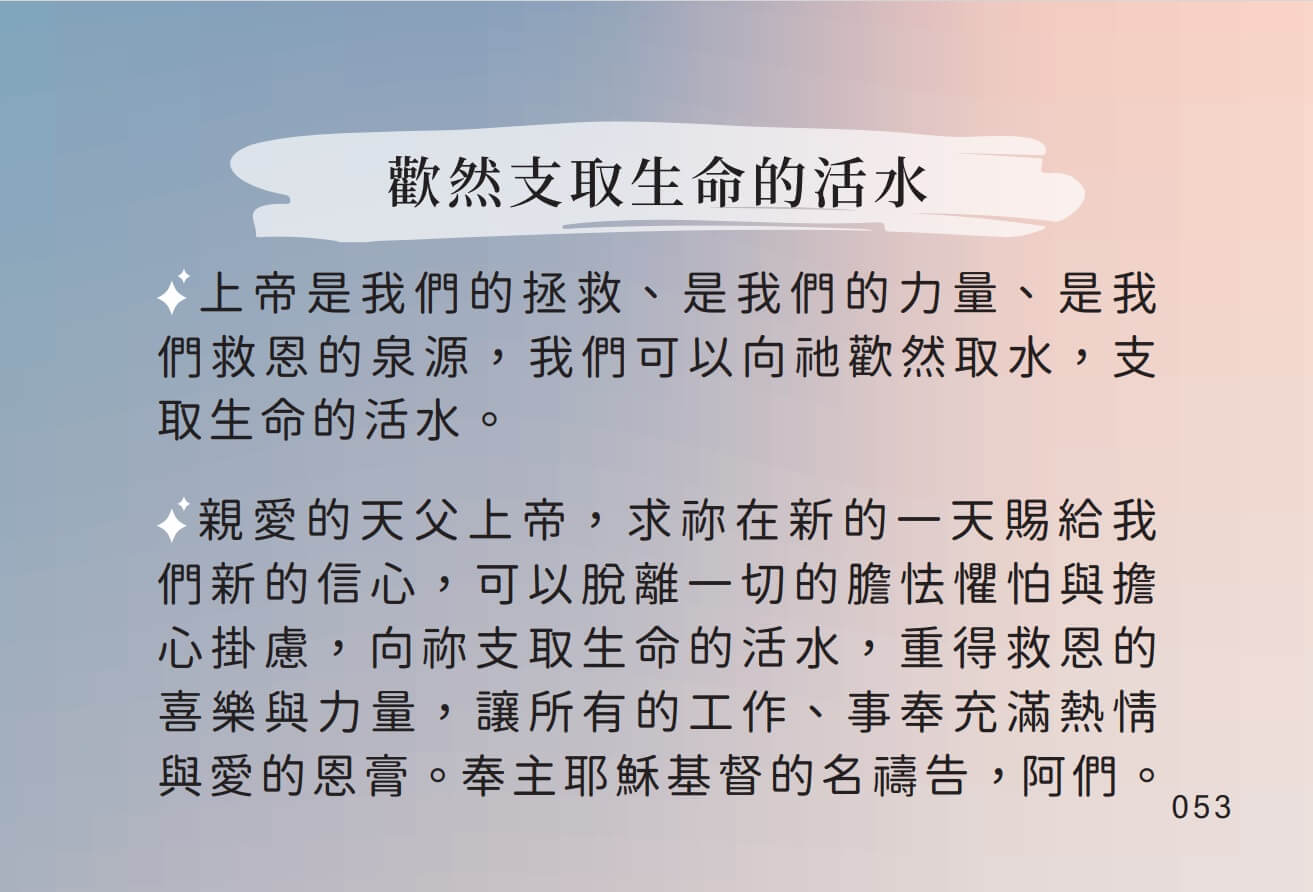 歡然支取生命的活水
上帝是我們的拯救、是我們的力量、是我
們救恩的泉源，我們可以向祂歡然取水，支
取生命的活水。
親愛的天父上帝，求祢在新的一天賜給我
們新的信心，可以脫離一切的膽怯懼怕與擔
心掛慮，向祢支取生命的活水，重得救恩的
喜樂與力量，讓所有的工作、事奉充滿熱情
與愛的恩膏。奉主耶穌基督的名禱告，阿們。
053